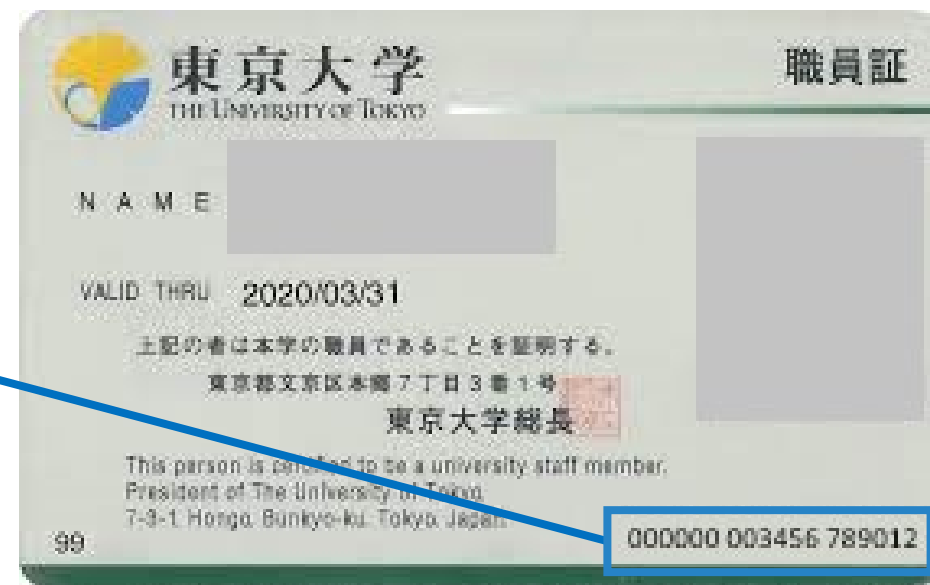 東京大学
THE UNIVERSITY OF TOKYO
職員証
NAME
VALID THRU 2020/03/31
上記の者は本学の職員であることを証明する。
東京都文京区本郷7丁目3番1号
東京大学総長
This person is certified to be a university staff member.
President of The University of Tokyo
7-3-1 Hongo, Bunkyo-ku, Tokyo, Japan.
99
000000 003456 789012